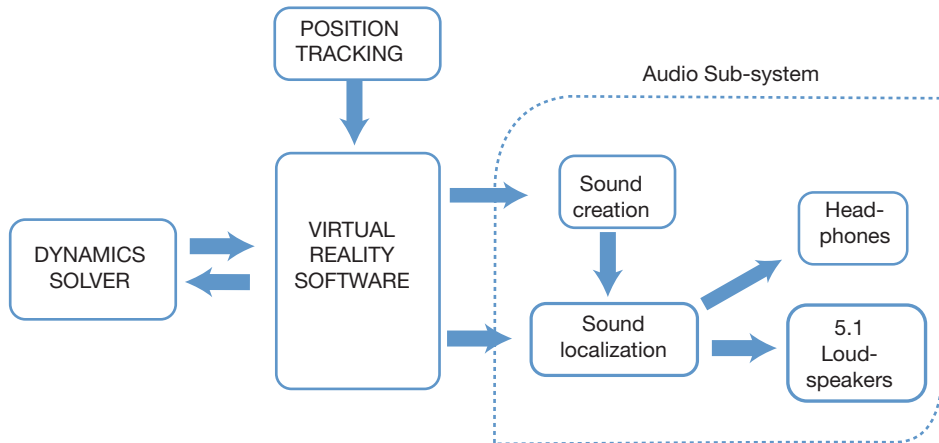 POSITION
TRACKING
Audio Sub-system
Sound
creation
Head-
phones
DYNAMICS
SOLVER
VIRTUAL
REALITY
SOFTWARE
Sound
localization
5.1
Loud-
speakers